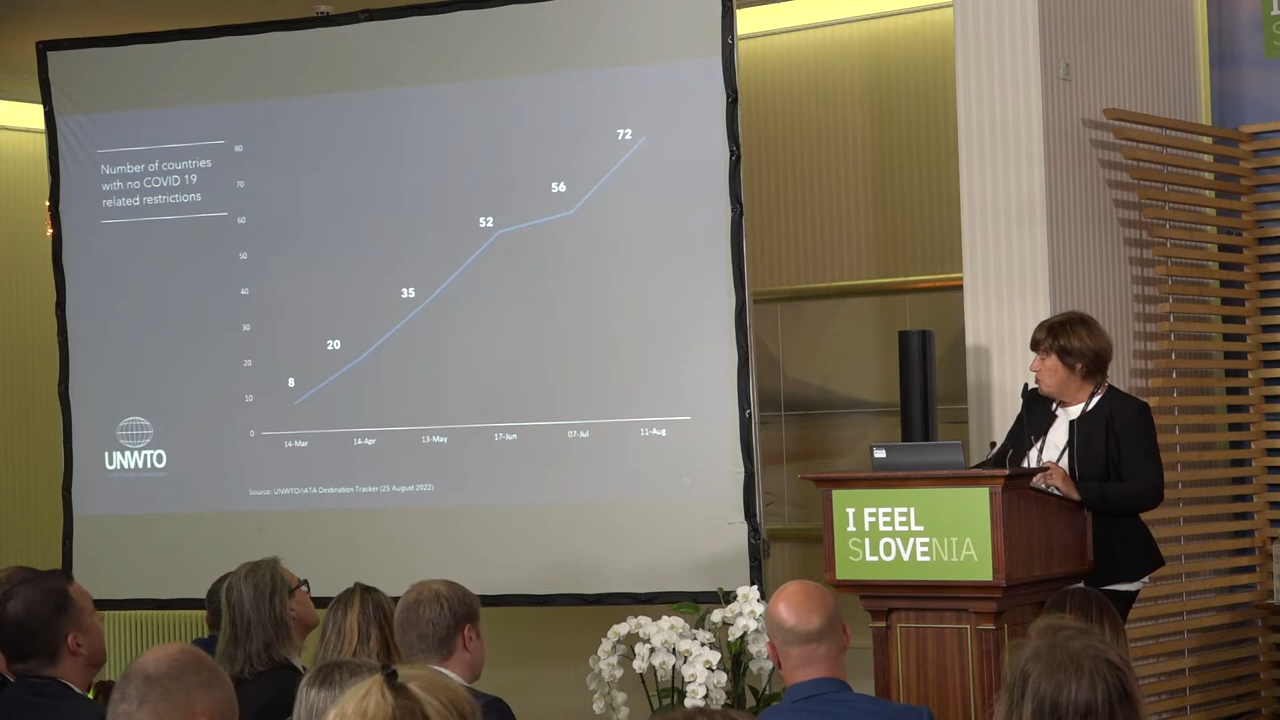 Number of countries
with no COVID 19
related restrictions
80
70
60
50
40
30
20
10
0
8
20
35
52
56
72
14-Mar
14-Apr
13-May
17-Jun
07-Jul
11-Aug
UNWTO
Source: UNWTO/IATA Destination Tracker (25 August 2022)
I FEEL
SLOVENIA